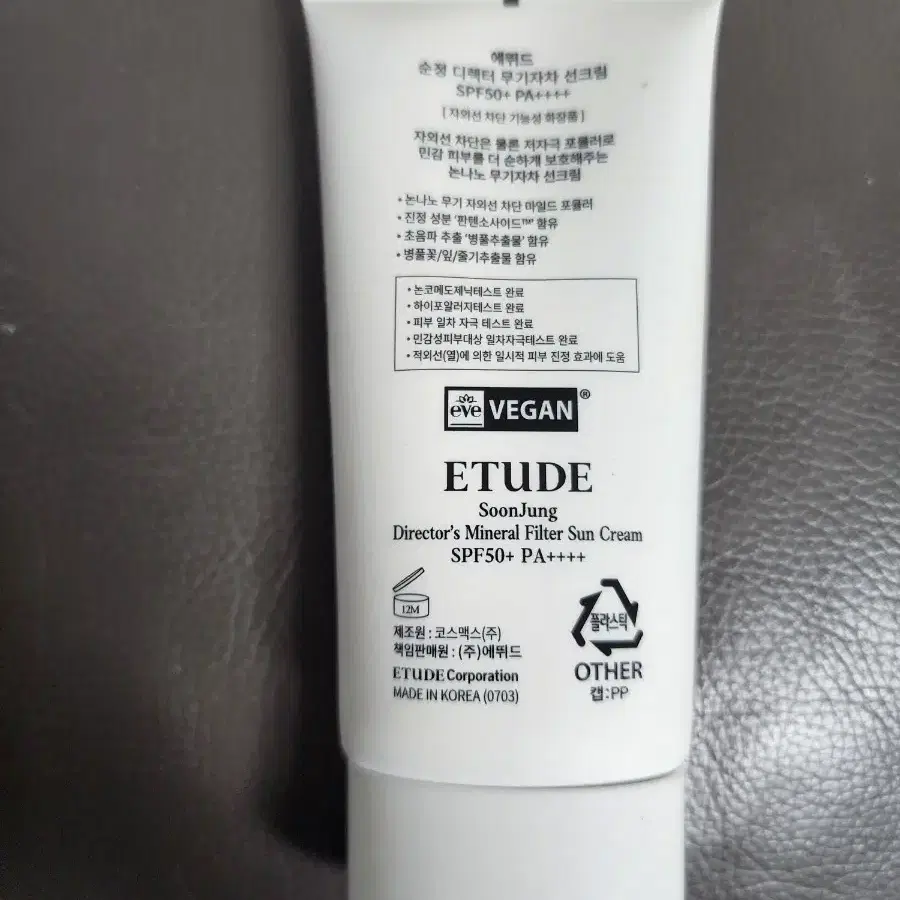 에뛰드
순정 디렉터 무기자차 선크림
SPF50+ PA++++
[ 자외선 차단 기능성 화장품 ]
자외선 차단은 물론 저자극 포뮬러로
민감 피부를 더 순하게 보호해주는
논나노 무기자차 선크림
• 논나노 무기 자외선 차단 마일드 포뮬러
• 진정 성분 '판텐소사이드™' 함유
• 초음파 추출 '병풀추출물' 함유
• 병풀꽃/잎/줄기추출물 함유
• 논코메도제닉테스트 완료
• 하이포알러지테스트 완료
• 피부 일차 자극 테스트 완료
• 민감성피부대상 일차자극테스트 완료
• 적외선(열)에 의한 일시적 피부 진정 효과에 도움
eve VEGAN®
ETUDE
SoonJung
Director's Mineral Filter Sun Cream
SPF50+ PA++++
12M
제조원 : 코스맥스(주)
책임판매원 : (주)에뛰드
ETUDE Corporation
MADE IN KOREA (0703)
플라스틱
OTHER
캡:PP